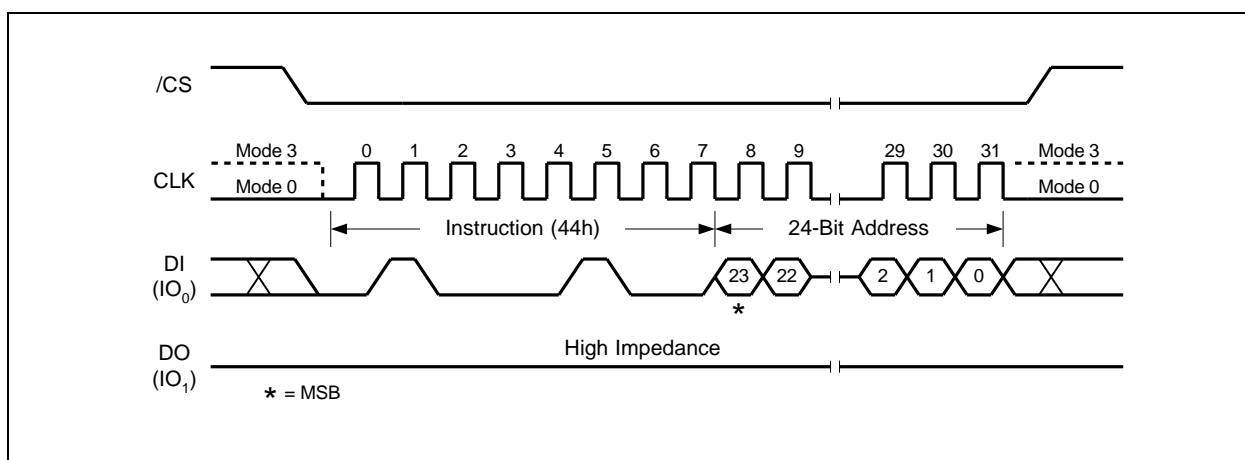 /CS
Mode 3
0 1 2 3 4 5 6 7 8 9 29 30 31
Mode 3
CLK
Mode 0
Mode 0
Instruction (44h)
24-Bit Address
DI
(IO0)
23 22 2 1 0
*
High Impedance
DO
(IO1)
* = MSB